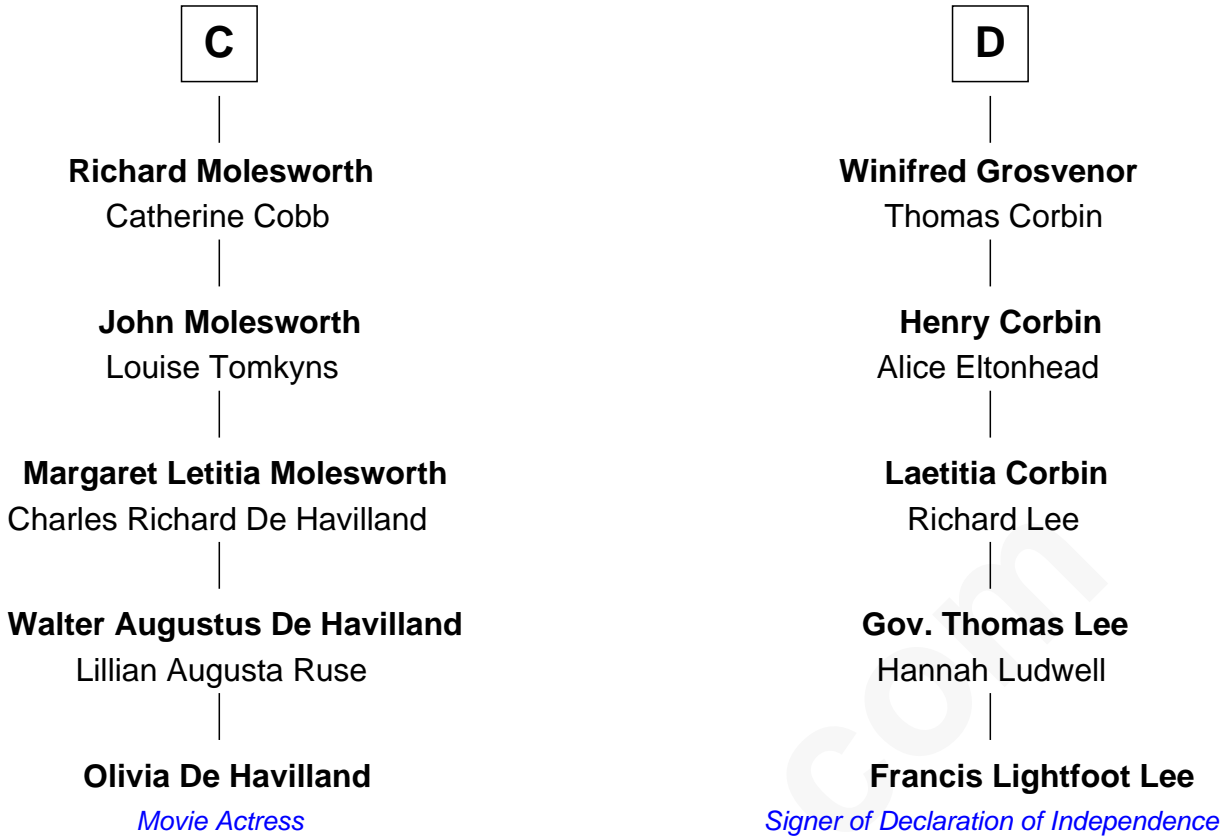 C
Richard Molesworth
Catherine Cobb
John Molesworth
Louise Tomkyns
Margaret Letitia Molesworth
Charles Richard De Havilland
Walter Augustus De Havilland
Lillian Augusta Ruse
Olivia De Havilland
Movie Actress
D
Winifred Grosvenor
Thomas Corbin
Henry Corbin
Alice Eltonhead
Laetitia Corbin
Richard Lee
Gov. Thomas Lee
Hannah Ludwell
Francis Lightfoot Lee
Signer of Declaration of Independence
com